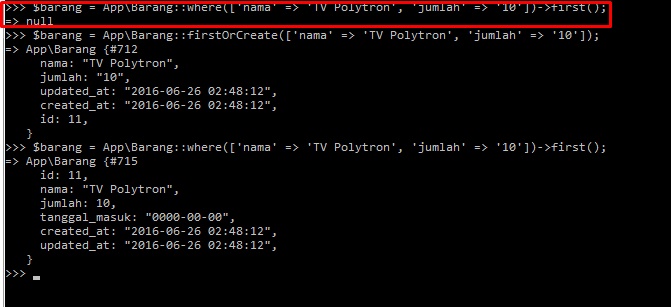 >>> $barang = App\Barang::where(['nama' => 'TV Polytron', 'jumlah' => '10'])->first();
=> null
>>> $barang = App\Barang::firstOrCreate(['nama' => 'TV Polytron', 'jumlah' => '10']);
=> App\Barang {#712
nama: "TV Polytron",
jumlah: "10",
updated_at: "2016-06-26 02:48:12",
created_at: "2016-06-26 02:48:12",
id: 11,
}
>>> $barang = App\Barang::where(['nama' => 'TV Polytron', 'jumlah' => '10'])->first();
=> App\Barang {#715
id: 11,
nama: "TV Polytron",
jumlah: 10,
tanggal_masuk: "0000-00-00",
created_at: "2016-06-26 02:48:12",
updated_at: "2016-06-26 02:48:12",
}
>>> _